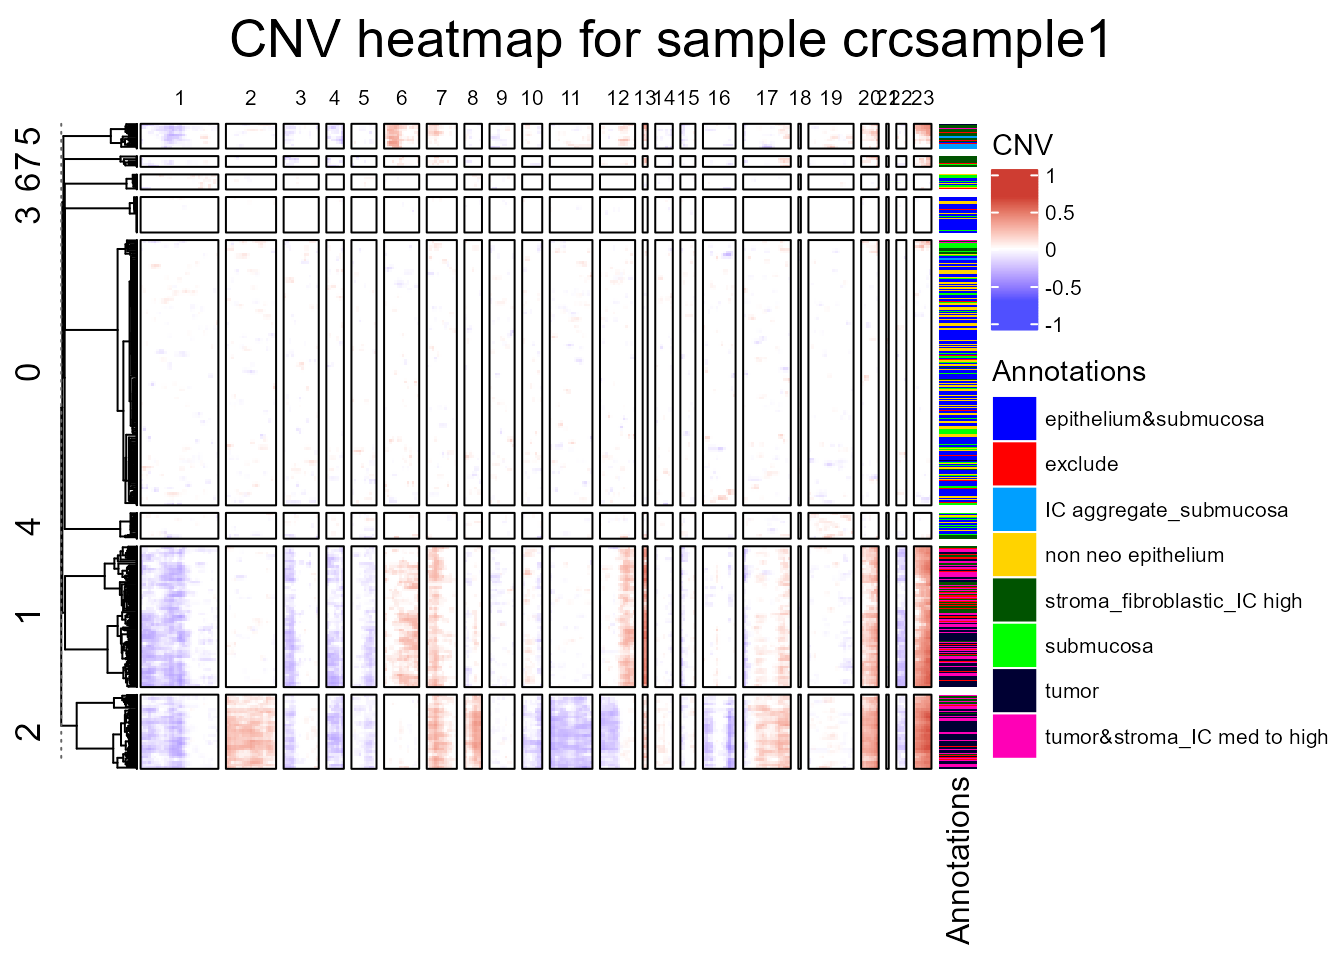 CNV heatmap for sample crcsample1
1 2 3 4 5 6 7 8 9 10 11 12 13 14 15 16 17 18 19 20 21 22 23
5
7
6
3
0
4
1
2
CNV
1
0.5
0
-0.5
-1
Annotations
epithelium&submucosa
exclude
IC aggregate_submucosa
non neo epithelium
stroma_fibroblastic_IC high
submucosa
tumor
tumor&stroma_IC med to high
Annotations